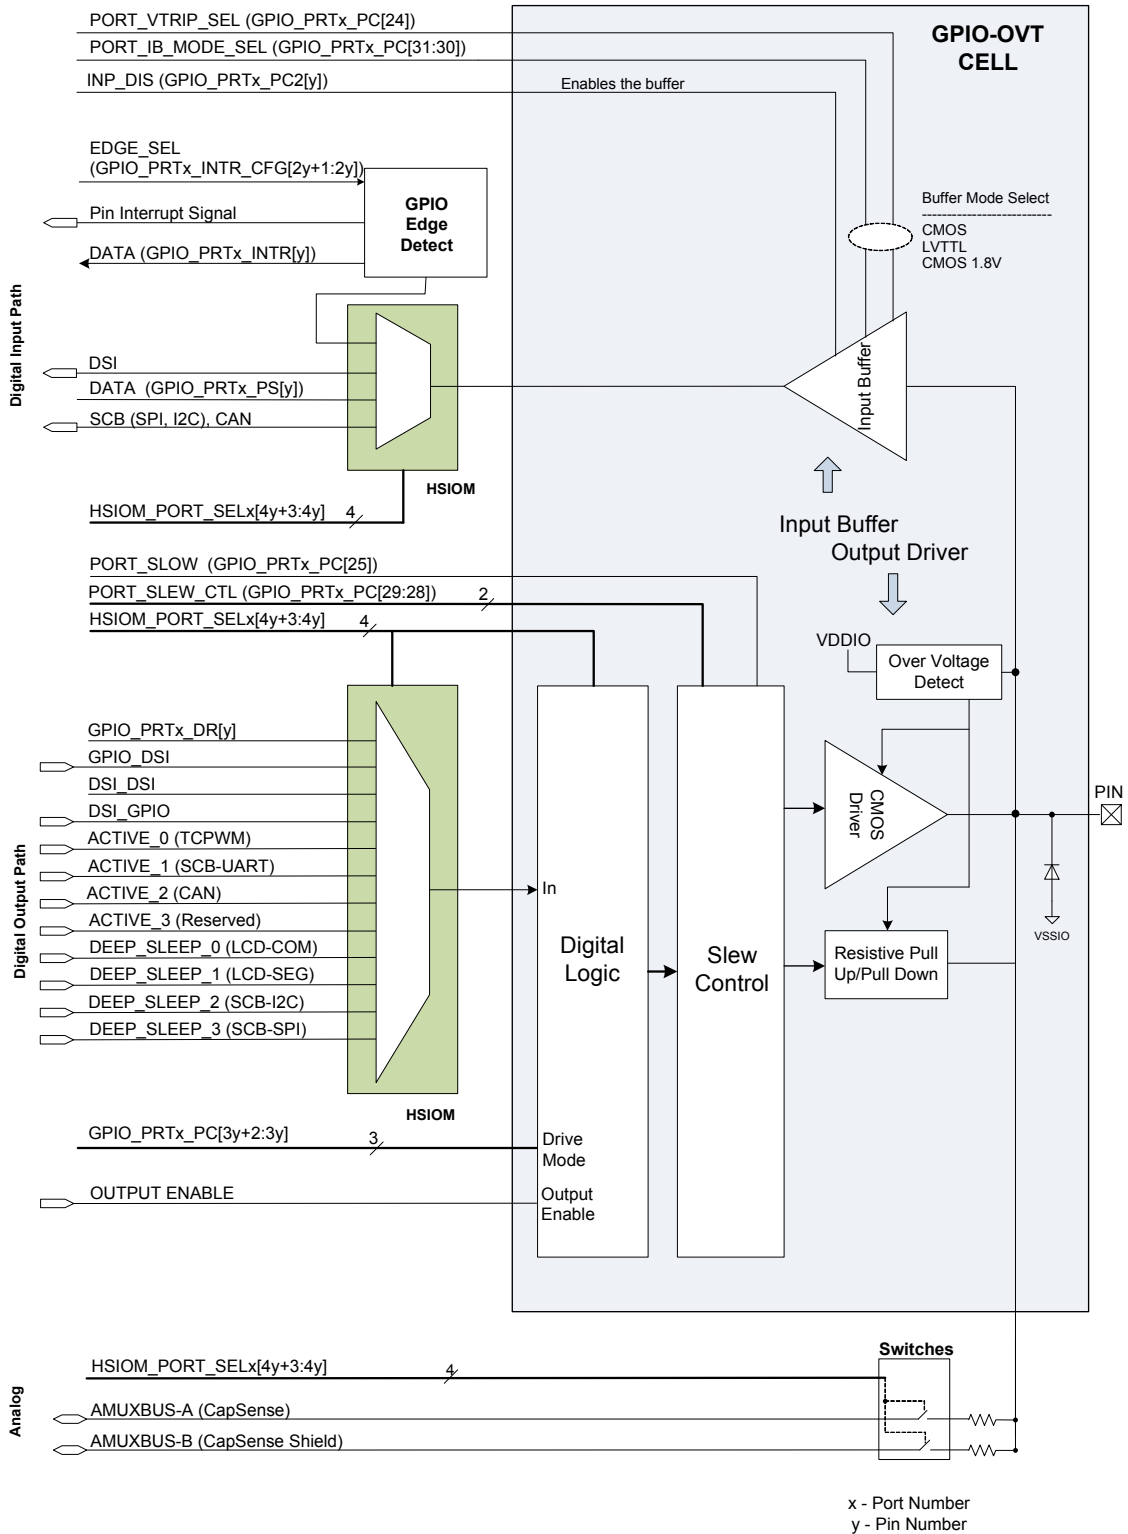 PORT_VTRIP_SEL (GPIO_PRTx_PC[24])
PORT_IB_MODE_SEL (GPIO_PRTx_PC[31:30])
INP_DIS (GPIO_PRTx_PC2[y])
Enables the buffer
GPIO-OVT
CELL
EDGE_SEL
(GPIO_PRTx_INTR_CFG[2y+1:2y])
Pin Interrupt Signal
DATA (GPIO_PRTx_INTR[y])
GPIO
Edge
Detect
Buffer Mode Select
----------------------------
CMOS
LVTTL
CMOS 1.8V
Digital Input Path
DSI
DATA (GPIO_PRTx_PS[y])
SCB (SPI, I2C), CAN
HSIOM
HSIOM_PORT_SELx[4y+3:4y]
4
Input Buffer
Input Buffer
Output Driver
PORT_SLOW (GPIO_PRTx_PC[25])
PORT_SLEW_CTL (GPIO_PRTx_PC[29:28])
2
HSIOM_PORT_SELx[4y+3:4y]
4
VDDIO
Over Voltage
Detect
Digital Output Path
GPIO_PRTx_DR[y]
GPIO_DSI
DSI_DSI
DSI_GPIO
ACTIVE_0 (TCPWM)
ACTIVE_1 (SCB-UART)
ACTIVE_2 (CAN)
ACTIVE_3 (Reserved)
DEEP_SLEEP_0 (LCD-COM)
DEEP_SLEEP_1 (LCD-SEG)
DEEP_SLEEP_2 (SCB-I2C)
DEEP_SLEEP_3 (SCB-SPI)
HSIOM
In
Digital
Logic
Slew
Control
CMOS
Driver
PIN
VSSIO
Resistive Pull
Up/Pull Down
GPIO_PRTx_PC[3y+2:3y]
3
Drive
Mode
OUTPUT ENABLE
Output
Enable
Analog
HSIOM_PORT_SELx[4y+3:4y]
4
Switches
AMUXBUS-A (CapSense)
AMUXBUS-B (CapSense Shield)
x - Port Number
y - Pin Number